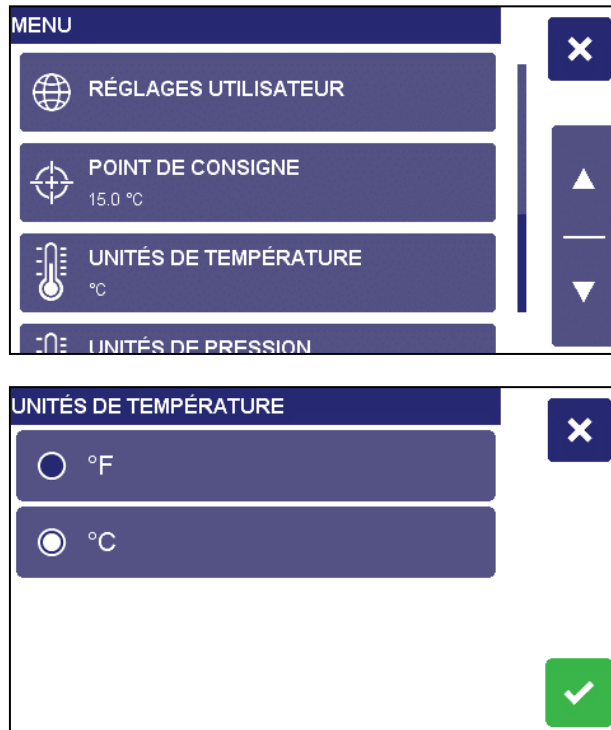 MENU
RÉGLAGES UTILISATEUR
POINT DE CONSIGNE
15.0 °C
UNITÉS DE TEMPÉRATURE
°C
UNITÉS DE PRESSION
UNITÉS DE TEMPÉRATURE
°F
°C